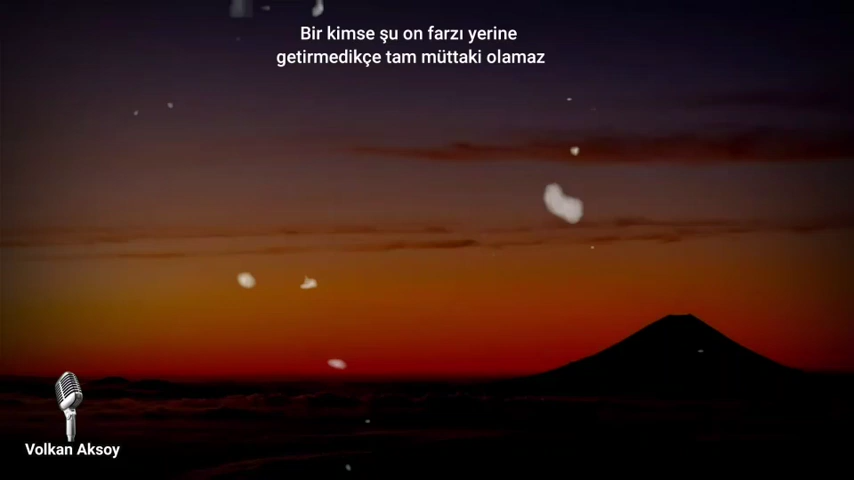 Bir kimse şu on farzı yerine
getirmedikçe tam müttaki olamaz
Volkan Aksoy